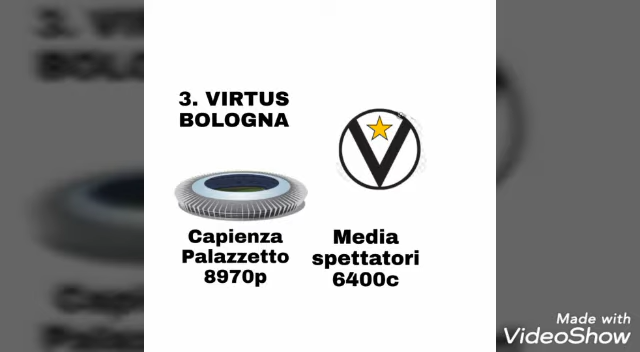 3. VIRTUS
BOLOGNA
Capienza
Palazzetto
8970p
Media
spettatori
6400c
Made with
VideoShow